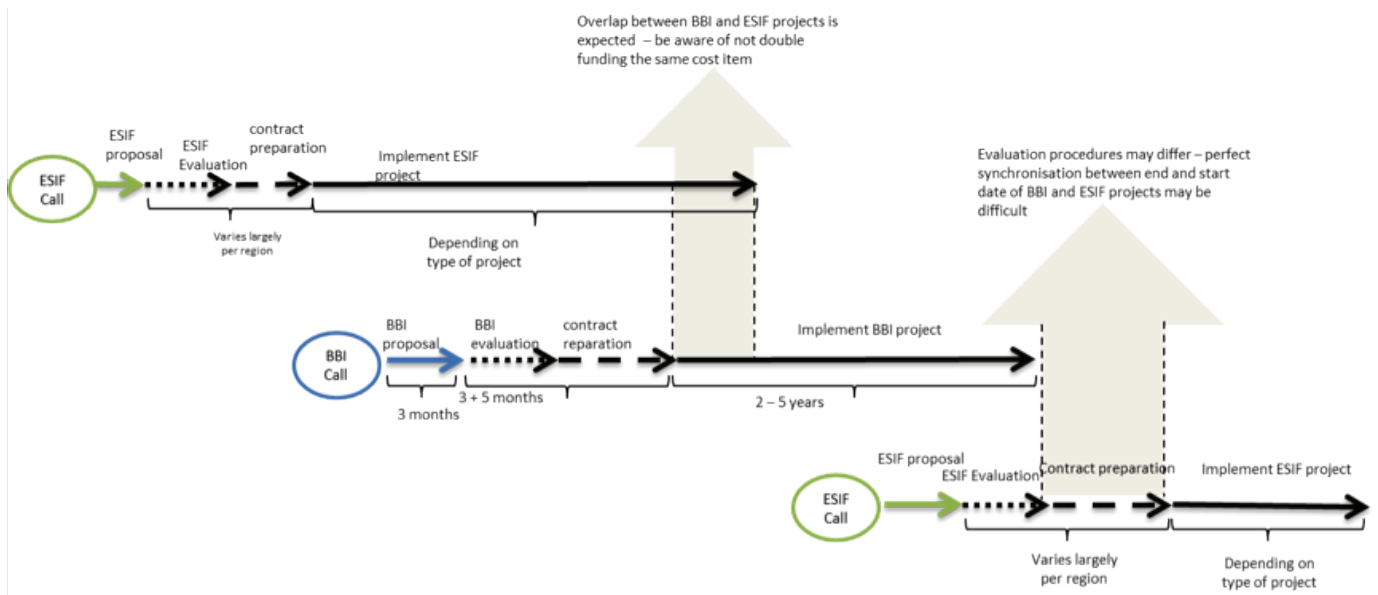 Overlap between BBI and ESIF projects is
expected – be aware of not double
funding the same cost item
ESIF
proposal
ESIF
Evaluation
contract
preparation
Implement ESIF
project
ESIF
Call
Varies largely
per region
Depending on
type of project
Evaluation procedures may differ – perfect
synchronisation between end and start
date of BBI and ESIF projects may be
difficult
BBI
Call
BBI
proposal
BBI
evaluation
contract
reparation
Implement BBI project
3 months
3 + 5 months
2 – 5 years
ESIF
Call
ESIF proposal
ESIF Evaluation
Contract preparation
Implement ESIF project
Varies largely
per region
Depending on
type of project